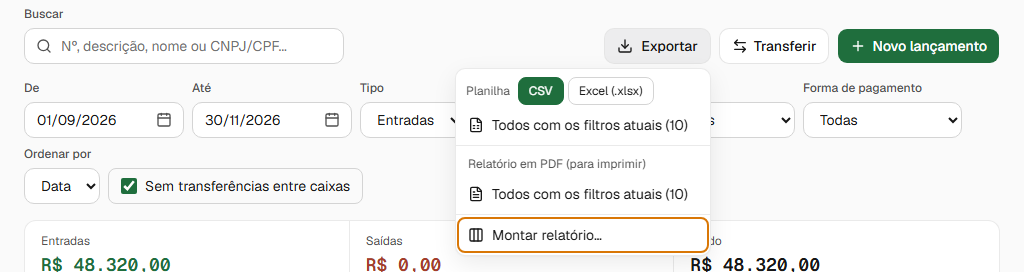 Buscar
Nº, descrição, nome ou CNPJ/CPF...
Exportar
Transferir
Novo lançamento
Planilha
CSV
Excel (.xlsx)
Todos com os filtros atuais (10)
Relatório em PDF (para imprimir)
Todos com os filtros atuais (10)
Montar relatório...
De
Até
Tipo
Forma de pagamento
01/09/2026
30/11/2026
Entradas
Todas
Ordenar por
Data
Sem transferências entre caixas
Entradas
Saídas
R$ 48.320,00
R$ 0,00
R$ 48.320,00